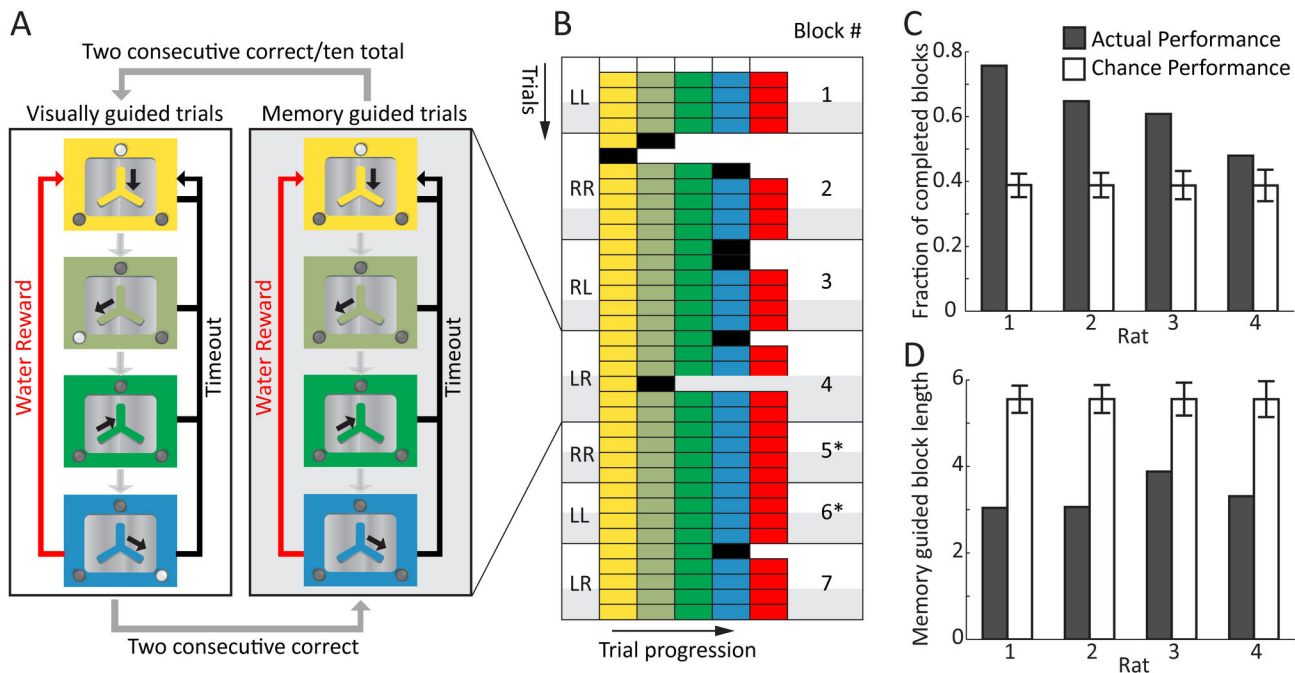 A
Two consecutive correct/ten total
Visually guided trials
Memory guided trials
Water Reward
Timeout
Water Reward
Timeout
Two consecutive correct
B
Block #
Trials
LL
1
RR
2
RL
3
LR
4
RR
5*
LL
6*
LR
7
Trial progression
C
Actual Performance
Chance Performance
Fraction of completed blocks
0.8
0.6
0.4
0.2
0
1 2 3 4
Rat
D
Memory guided block length
6
4
2
0
1 2 3 4
Rat